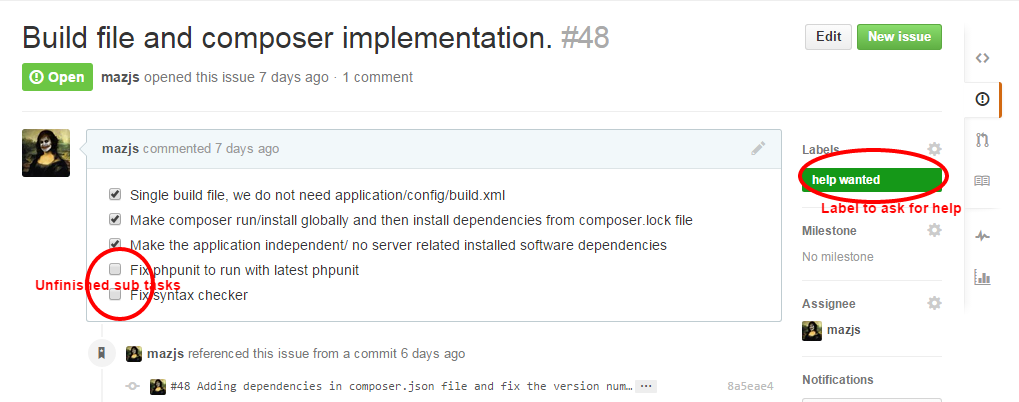 Build file and composer implementation. #48
Edit
New issue
Open
mazjs opened this issue 7 days ago · 1 comment
mazjs commented 7 days ago
Single build file, we do not need application/config/build.xml
Make composer run/install globally and then install dependencies from composer.lock file
Make the application independent/ no server related installed software dependencies
Fix phpunit to run with latest phpunit
Unfinished sub tasks
Fix syntax checker
mazjs referenced this issue from a commit 6 days ago
#48 Adding dependencies in composer.json file and fix the version num… ...
8a5eae4
Labels
help wanted
Label to ask for help
Milestone
No milestone
Assignee
mazjs
Notifications